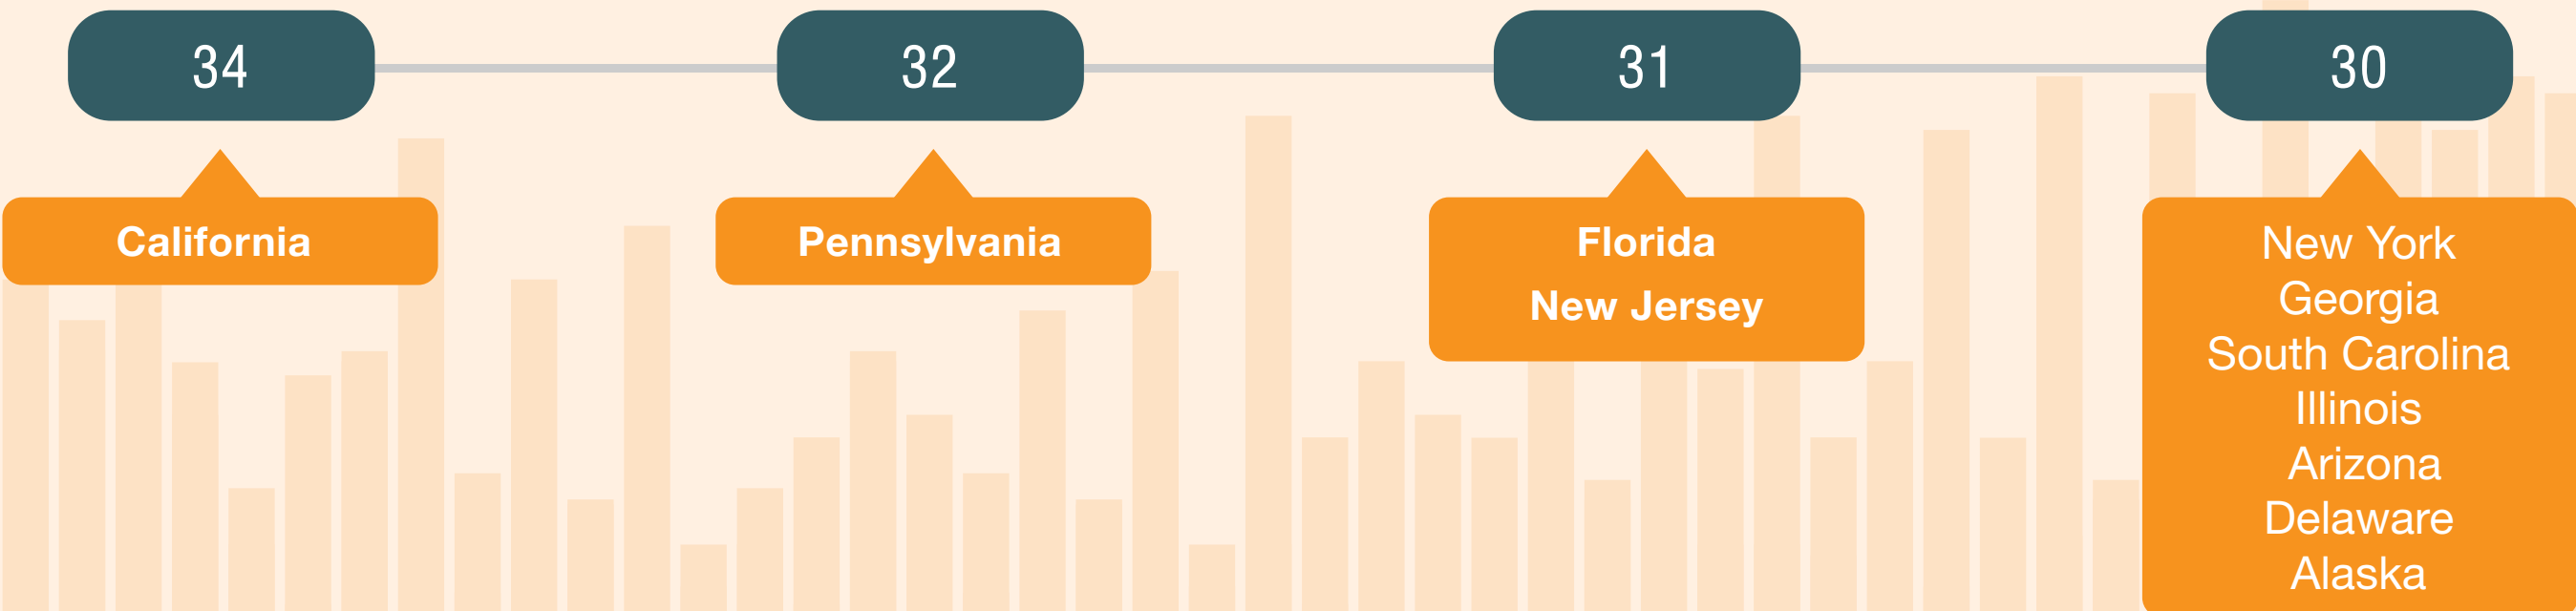 34
32
31
30
California
Pennsylvania
Florida
New Jersey
New York
Georgia
South Carolina
Illinois
Arizona
Delaware
Alaska